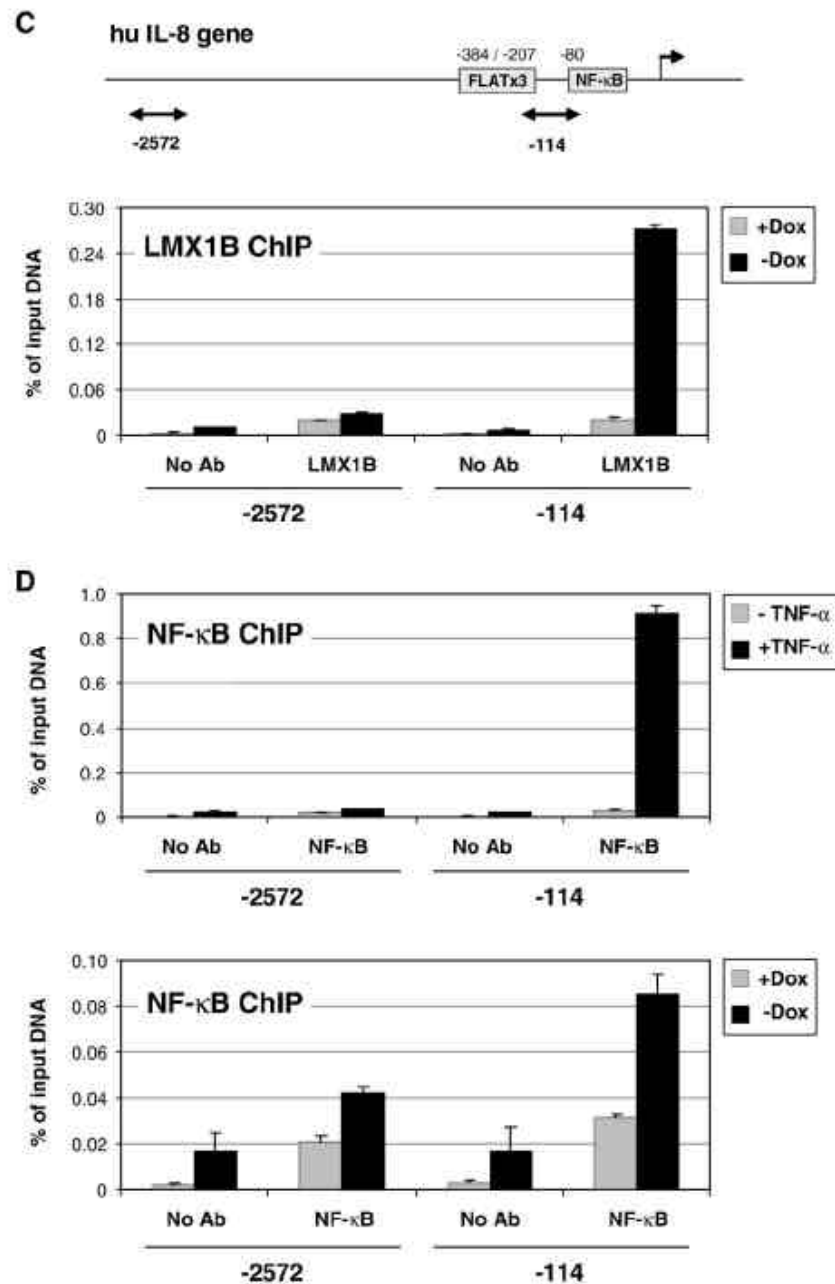 C
hu IL-8 gene
-384 / -207
-80
FLATx3
NF-κB
-2572
-114
0.30
0.24
0.18
0.12
0.06
0
% of input DNA
LMX1B ChIP
+Dox
-Dox
No Ab
LMX1B
No Ab
LMX1B
-2572
-114
D
1.0
0.8
0.6
0.4
0.2
0
% of input DNA
NF-κB ChIP
- TNF-α
+TNF-α
No Ab
NF-κB
No Ab
NF-κB
-2572
-114
0.10
0.08
0.06
0.04
0.02
0
% of input DNA
NF-κB ChIP
+Dox
-Dox
No Ab
NF-κB
No Ab
NF-κB
-2572
-114